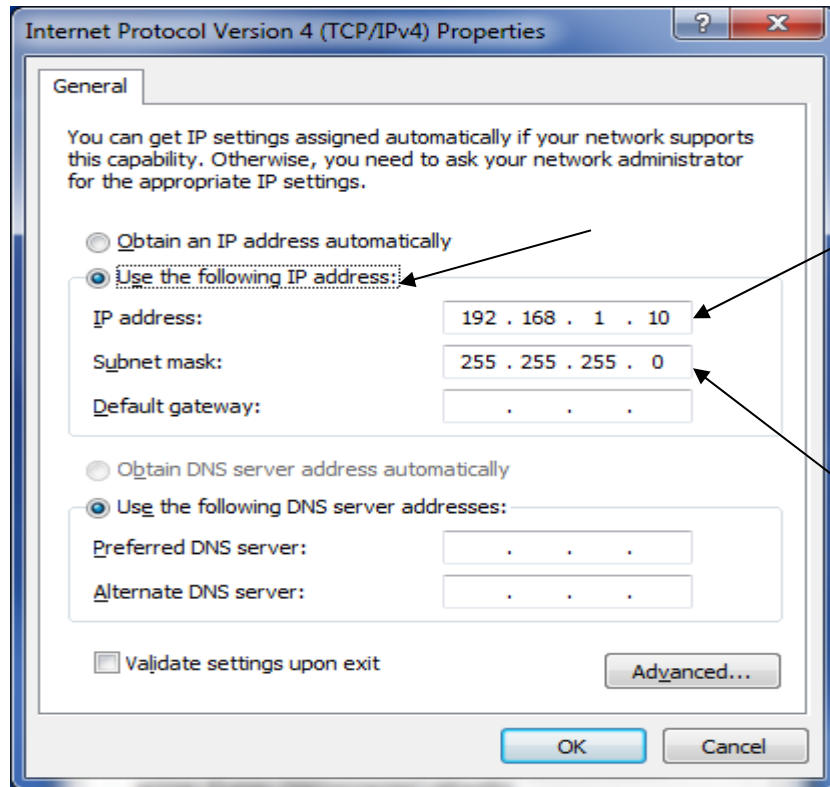 Internet Protocol Version 4 (TCP/IPv4) Properties
?
General
You can get IP settings assigned automatically if your network supports
this capability. Otherwise, you need to ask your network administrator
for the appropriate IP settings.
Obtain an IP address automatically
Use the following IP address:
IP address: 192 . 168 . 1 . 10
Subnet mask: 255 . 255 . 255 . 0
Default gateway: . . .
Obtain DNS server address automatically
Use the following DNS server addresses:
Preferred DNS server: . . .
Alternate DNS server: . . .
Validate settings upon exit
Advanced...
OK Cancel